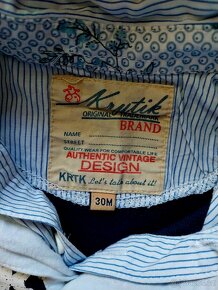 Krutik
ORIGINAL TRADEMARK
BRAND
NAME
STREET
QUALITY WEAR FOR COMFORTABLE LIFE
AUTHENTIC VINTAGE
DESIGN
KRTK Let's talk about it!
30M